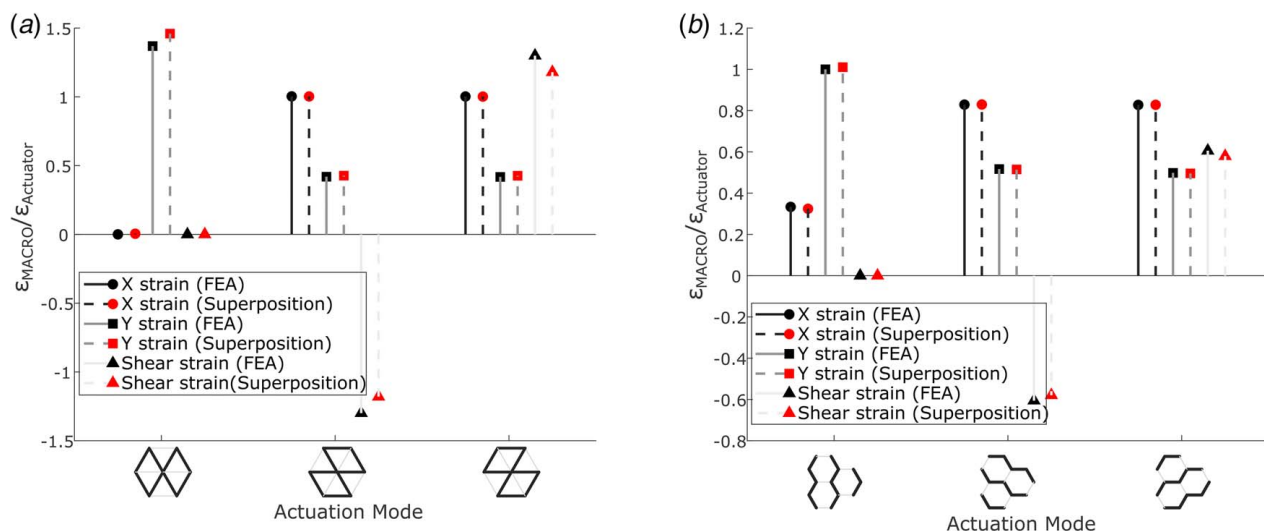 (a)
1.5
1
0.5
0
-0.5
-1
-1.5
εMACRO/εActuator
X strain (FEA)
X strain (Superposition)
Y strain (FEA)
Y strain (Superposition)
Shear strain (FEA)
Shear strain(Superposition)
Actuation Mode
(b)
1.2
1
0.8
0.6
0.4
0.2
0
-0.2
-0.4
-0.6
-0.8
εMACRO/εActuator
X strain (FEA)
X strain (Superposition)
Y strain (FEA)
Y strain (Superposition)
Shear strain (FEA)
Shear strain (Superposition)
Actuation Mode